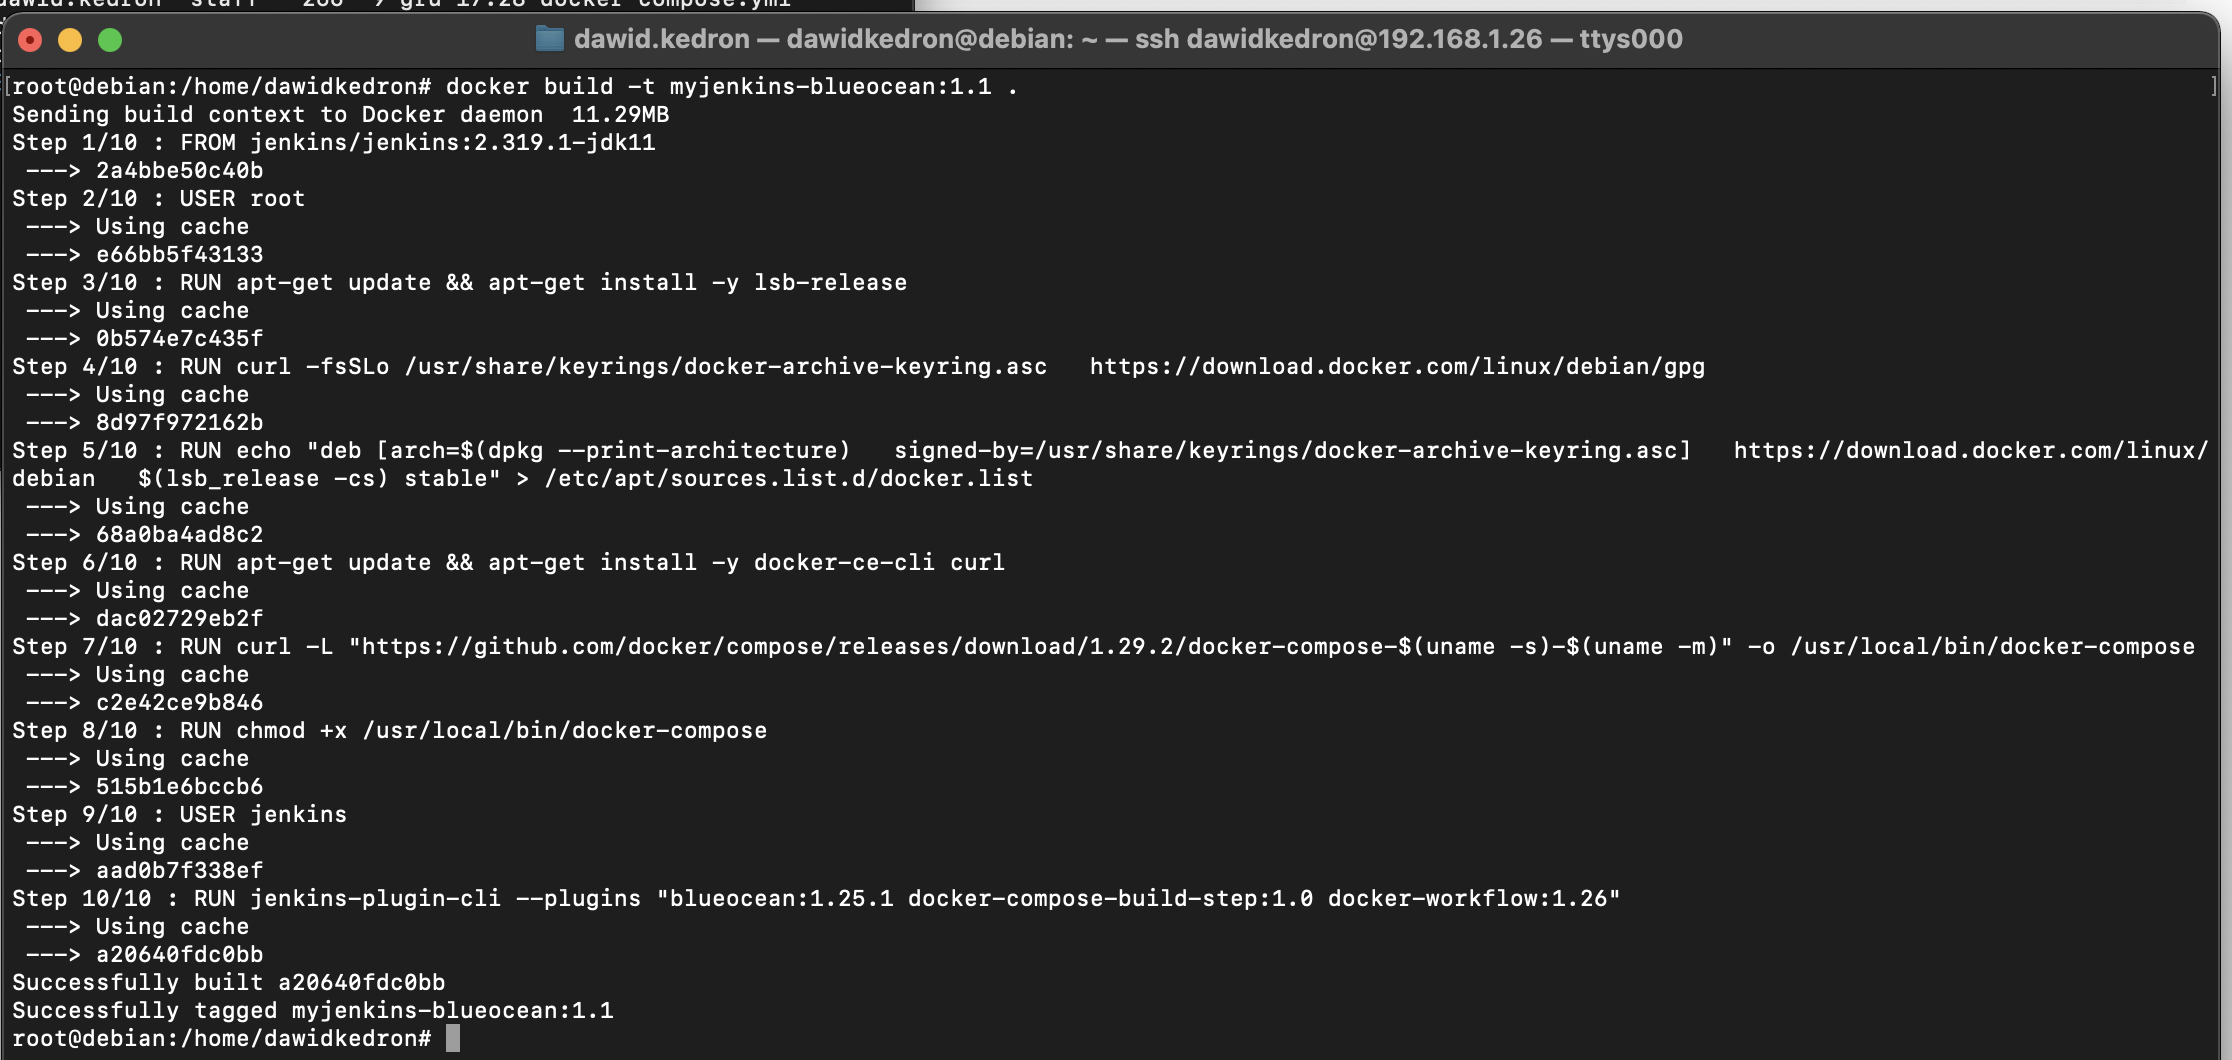 staff 266 9 gru 17:28 docker-compose.yml
dawid.kedron — dawidkedron@debian: ~ — ssh dawidkedron@192.168.1.26 — ttys000
[root@debian:/home/dawidkedron# docker build -t myjenkins-blueocean:1.1 . ]
Sending build context to Docker daemon  11.29MB
Step 1/10 : FROM jenkins/jenkins:2.319.1-jdk11
 ---> 2a4bbe50c40b
Step 2/10 : USER root
 ---> Using cache
 ---> e66bb5f43133
Step 3/10 : RUN apt-get update && apt-get install -y lsb-release
 ---> Using cache
 ---> 0b574e7c435f
Step 4/10 : RUN curl -fsSLo /usr/share/keyrings/docker-archive-keyring.asc   https://download.docker.com/linux/debian/gpg
 ---> Using cache
 ---> 8d97f972162b
Step 5/10 : RUN echo "deb [arch=$(dpkg --print-architecture)   signed-by=/usr/share/keyrings/docker-archive-keyring.asc]   https://download.docker.com/linux/
debian   $(lsb_release -cs) stable" > /etc/apt/sources.list.d/docker.list
 ---> Using cache
 ---> 68a0ba4ad8c2
Step 6/10 : RUN apt-get update && apt-get install -y docker-ce-cli curl
 ---> Using cache
 ---> dac02729eb2f
Step 7/10 : RUN curl -L "https://github.com/docker/compose/releases/download/1.29.2/docker-compose-$(uname -s)-$(uname -m)" -o /usr/local/bin/docker-compose
 ---> Using cache
 ---> c2e42ce9b846
Step 8/10 : RUN chmod +x /usr/local/bin/docker-compose
 ---> Using cache
 ---> 515b1e6bccb6
Step 9/10 : USER jenkins
 ---> Using cache
 ---> aad0b7f338ef
Step 10/10 : RUN jenkins-plugin-cli --plugins "blueocean:1.25.1 docker-compose-build-step:1.0 docker-workflow:1.26"
 ---> Using cache
 ---> a20640fdc0bb
Successfully built a20640fdc0bb
Successfully tagged myjenkins-blueocean:1.1
root@debian:/home/dawidkedron#